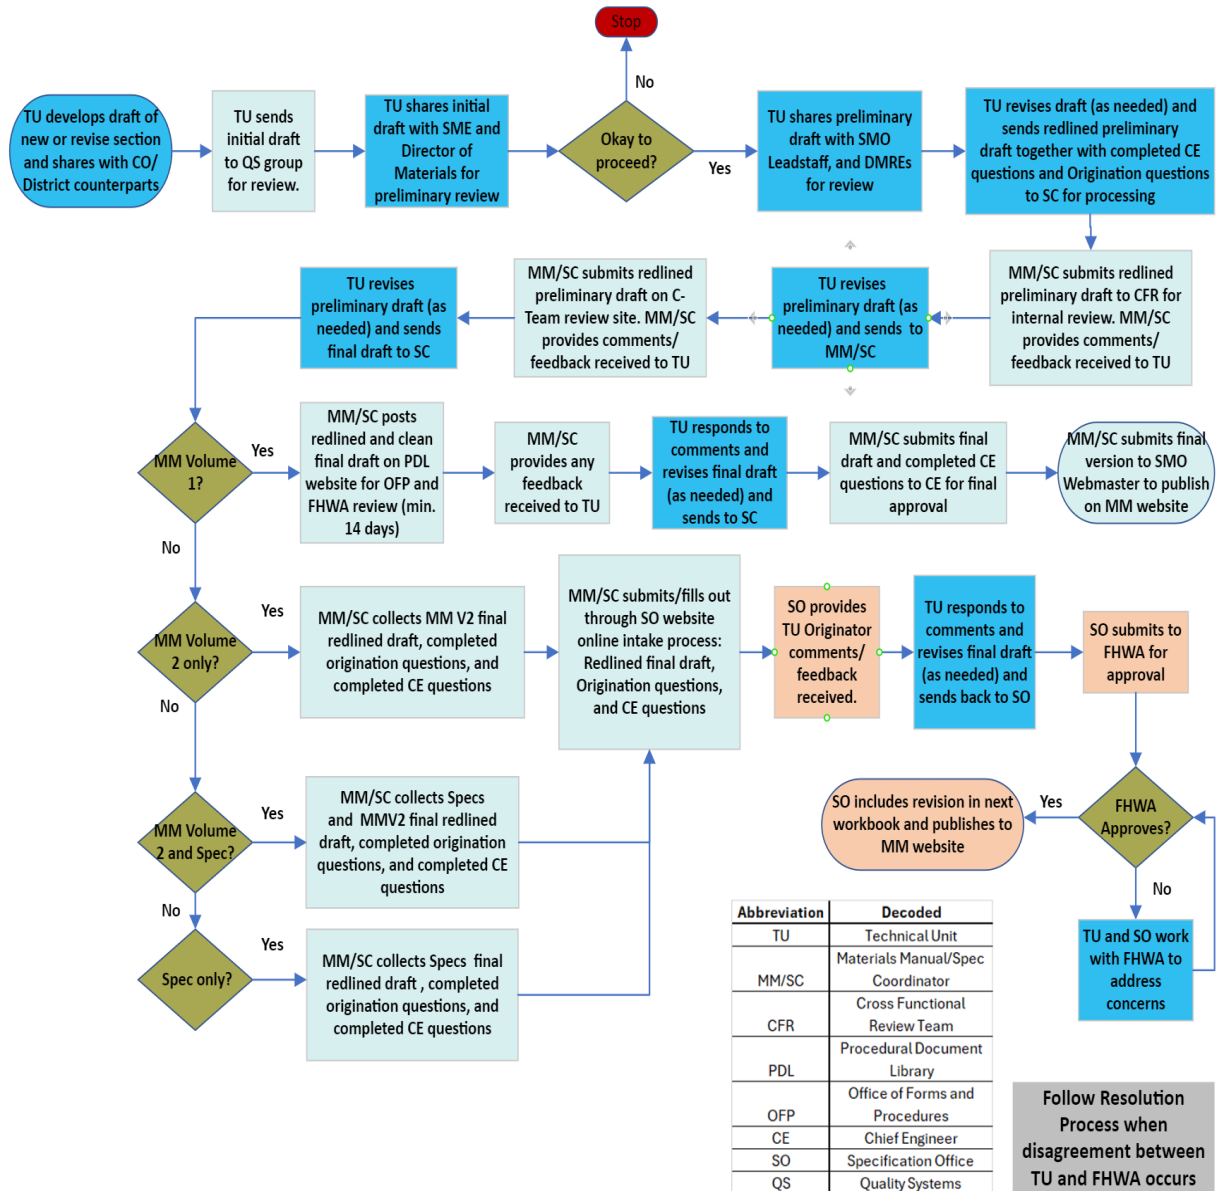 Stop
No
TU develops draft of
new or revise section
and shares with CO/
District counterparts
TU sends
initial draft
to QS group
for review.
TU shares initial
draft with SME and
Director of
Materials for
preliminary review
Okay to
proceed?
Yes
TU shares preliminary
draft with SMO
Leadstaff, and DMREs
for review
TU revises draft (as needed) and
sends redlined preliminary
draft together with completed CE
questions and Origination questions
to SC for processing
TU revises
preliminary draft (as
needed) and sends
final draft to SC
MM/SC submits redlined
preliminary draft on C-
Team review site. MM/SC
provides comments/
feedback received to TU
TU revises
preliminary draft (as
needed) and sends to
MM/SC
MM/SC submits redlined
preliminary draft to CFR for
internal review. MM/SC
provides comments/
feedback received to TU
MM Volume
1?
Yes
MM/SC posts
redlined and clean
final draft on PDL
website for OFP and
FHWA review (min.
14 days)
MM/SC
provides any
feedback
received to TU
TU responds to
comments and
revises final draft
(as needed) and
sends to SC
MM/SC submits final
draft and completed CE
questions to CE for final
approval
MM/SC submits final
version to SMO
Webmaster to publish
on MM website
No
MM Volume
2 only?
Yes
MM/SC collects MM V2 final
redlined draft, completed
origination questions, and
completed CE questions
MM/SC submits/fills out
through SO website
online intake process:
Redlined final draft,
Origination questions,
and CE questions
SO provides
TU Originator
comments/
feedback
received.
TU responds to
comments and
revises final draft
(as needed) and
sends back to SO
SO submits to
FHWA for
approval
No
MM Volume
2 and Spec?
Yes
MM/SC collects Specs
and MMV2 final redlined
draft, completed origination
questions, and completed CE
questions
SO includes revision in next
workbook and publishes to
MM website
Yes
FHWA
Approves?
No
TU and SO work
with FHWA to
address
concerns
No
Spec only?
Yes
MM/SC collects Specs final
redlined draft , completed
origination questions, and
completed CE questions
Abbreviation Decoded
TU Technical Unit
Materials Manual/Spec
MM/SC Coordinator
Cross Functional
CFR Review Team
Procedural Document
PDL Library
Office of Forms and
OFP Procedures
CE Chief Engineer
SO Specification Office
QS Quality Systems
Follow Resolution
Process when
disagreement between
TU and FHWA occurs